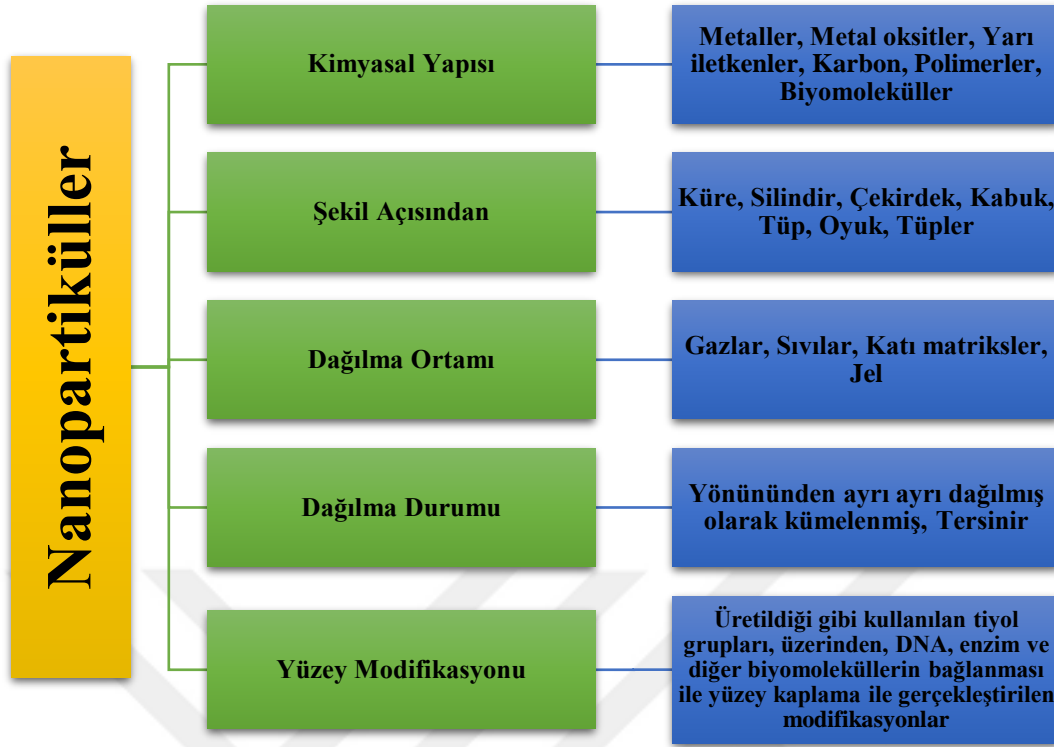 Nanopartiküller
Kimyasal Yapısı
Metaller, Metal oksitler, Yarı
iletkenler, Karbon, Polimerler,
Biyomoleküller
Şekil Açısından
Küre, Silindir, Çekirdek, Kabuk,
Tüp, Oyuk, Tüpler
Dağılma Ortamı
Gazlar, Sıvılar, Katı matriksler,
Jel
Dağılma Durumu
Yönününden ayrı ayrı dağılmış
olarak kümelenmiş, Tersinir
Yüzey Modifikasyonu
Üretildiği gibi kullanılan tiyol
grupları, üzerinden, DNA, enzim ve
diğer biyomoleküllerin bağlanması
ile yüzey kaplama ile gerçekleştirilen
modifikasyonlar